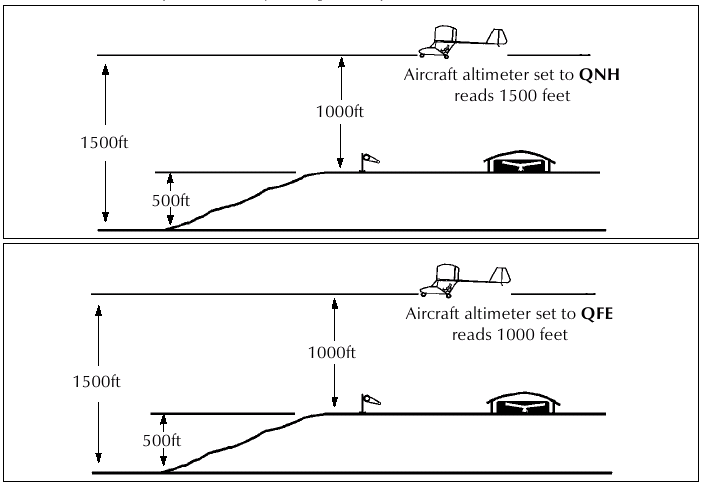 Aircraft altimeter set to QNH
reads 1500 feet
1000ft
1500ft
500ft
Aircraft altimeter set to QFE
reads 1000 feet
1000ft
1500ft
500ft